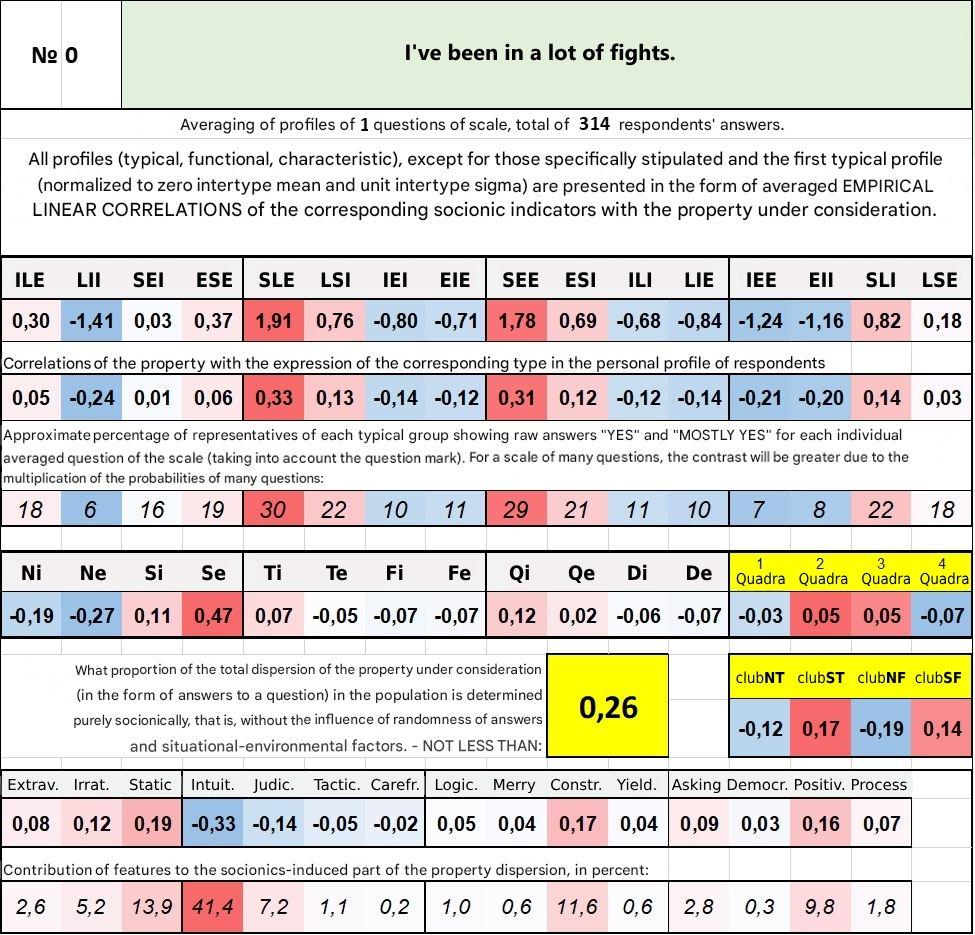 № 0
I've been in a lot of fights.
Averaging of profiles of 1 questions of scale, total of 314 respondents' answers.
All profiles (typical, functional, characteristic), except for those specifically stipulated and the first typical profile
(normalized to zero intertype mean and unit intertype sigma) are presented in the form of averaged EMPIRICAL
LINEAR CORRELATIONS of the corresponding socionic indicators with the property under consideration.
ILE LII SEI ESE SLE LSI IEI EIE SEE ESI ILI LIE IEE EII SLI LSE
0,30 -1,41 0,03 0,37 1,91 0,76 -0,80 -0,71 1,78 0,69 -0,68 -0,84 -1,24 -1,16 0,82 0,18
Correlations of the property with the expression of the corresponding type in the personal profile of respondents
0,05 -0,24 0,01 0,06 0,33 0,13 -0,14 -0,12 0,31 0,12 -0,12 -0,14 -0,21 -0,20 0,14 0,03
Approximate percentage of representatives of each typical group showing raw answers "YES" and "MOSTLY YES" for each individual
averaged question of the scale (taking into account the question mark). For a scale of many questions, the contrast will be greater due to the
multiplication of the probabilities of many questions:
18 6 16 19 30 22 10 11 29 21 11 10 7 8 22 18
Ni Ne Si Se Ti Te Fi Fe Qi Qe Di De 1 Quadra 2 Quadra 3 Quadra 4 Quadra
-0,19 -0,27 0,11 0,47 0,07 -0,05 -0,07 -0,07 0,12 0,02 -0,06 -0,07 -0,03 0,05 0,05 -0,07
What proportion of the total dispersion of the property under consideration
(in the form of answers to a question) in the population is determined
purely socionically, that is, without the influence of randomness of answers
and situational-environmental factors. - NOT LESS THAN:
0,26
clubNT clubST clubNF clubSF
-0,12 0,17 -0,19 0,14
Extrav. Irrat. Static Intuit. Judic. Tactic. Carefr. Logic. Merry Constr. Yield. Asking Democr. Positiv. Process
0,08 0,12 0,19 -0,33 -0,14 -0,05 -0,02 0,05 0,04 0,17 0,04 0,09 0,03 0,16 0,07
Contribution of features to the socionics-induced part of the property dispersion, in percent:
2,6 5,2 13,9 41,4 7,2 1,1 0,2 1,0 0,6 11,6 0,6 2,8 0,3 9,8 1,8